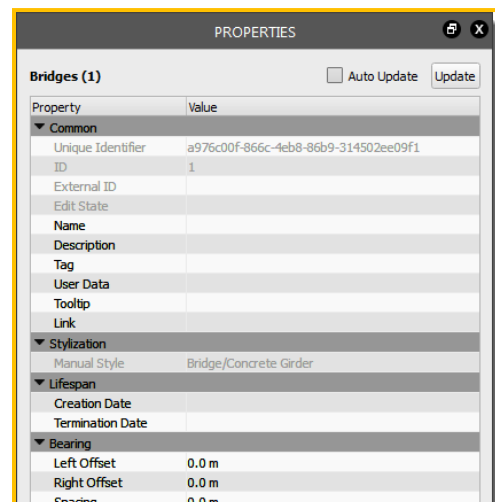 PROPERTIES
Bridges (1) Auto Update Update
Property Value
Common
Unique Identifier a976c00f-866c-4eb8-86b9-314502ee09f1
ID 1
External ID
Edit State
Name
Description
Tag
User Data
Tooltip
Link
Stylization
Manual Style Bridge/Concrete Girder
Lifespan
Creation Date
Termination Date
Bearing
Left Offset 0.0 m
Right Offset 0.0 m
Spacing 0.0 m